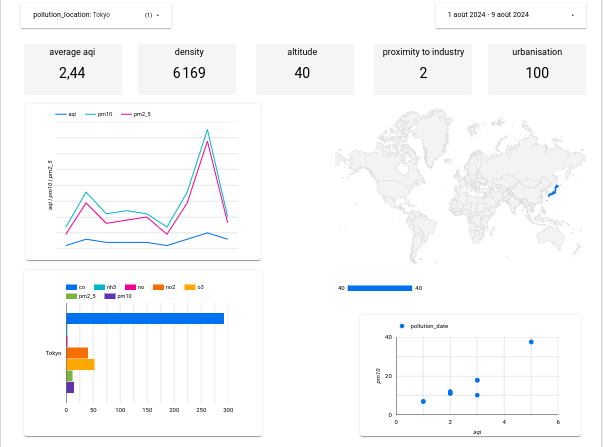 pollution_location: Tokyo (1)
1 août 2024 - 9 août 2024
average aqi
2,44
density
6 169
altitude
40
proximity to industry
2
urbanisation
100
aqi pm10 pm2_5
aqi | pm10 | pm2_5
40 40
co nh3 no no2 o3
pm2_5 pm10
Tokyo
0 50 100 150 200 250 300
pollution_date
40
20
0
pm10
0 2 4 6
aqi